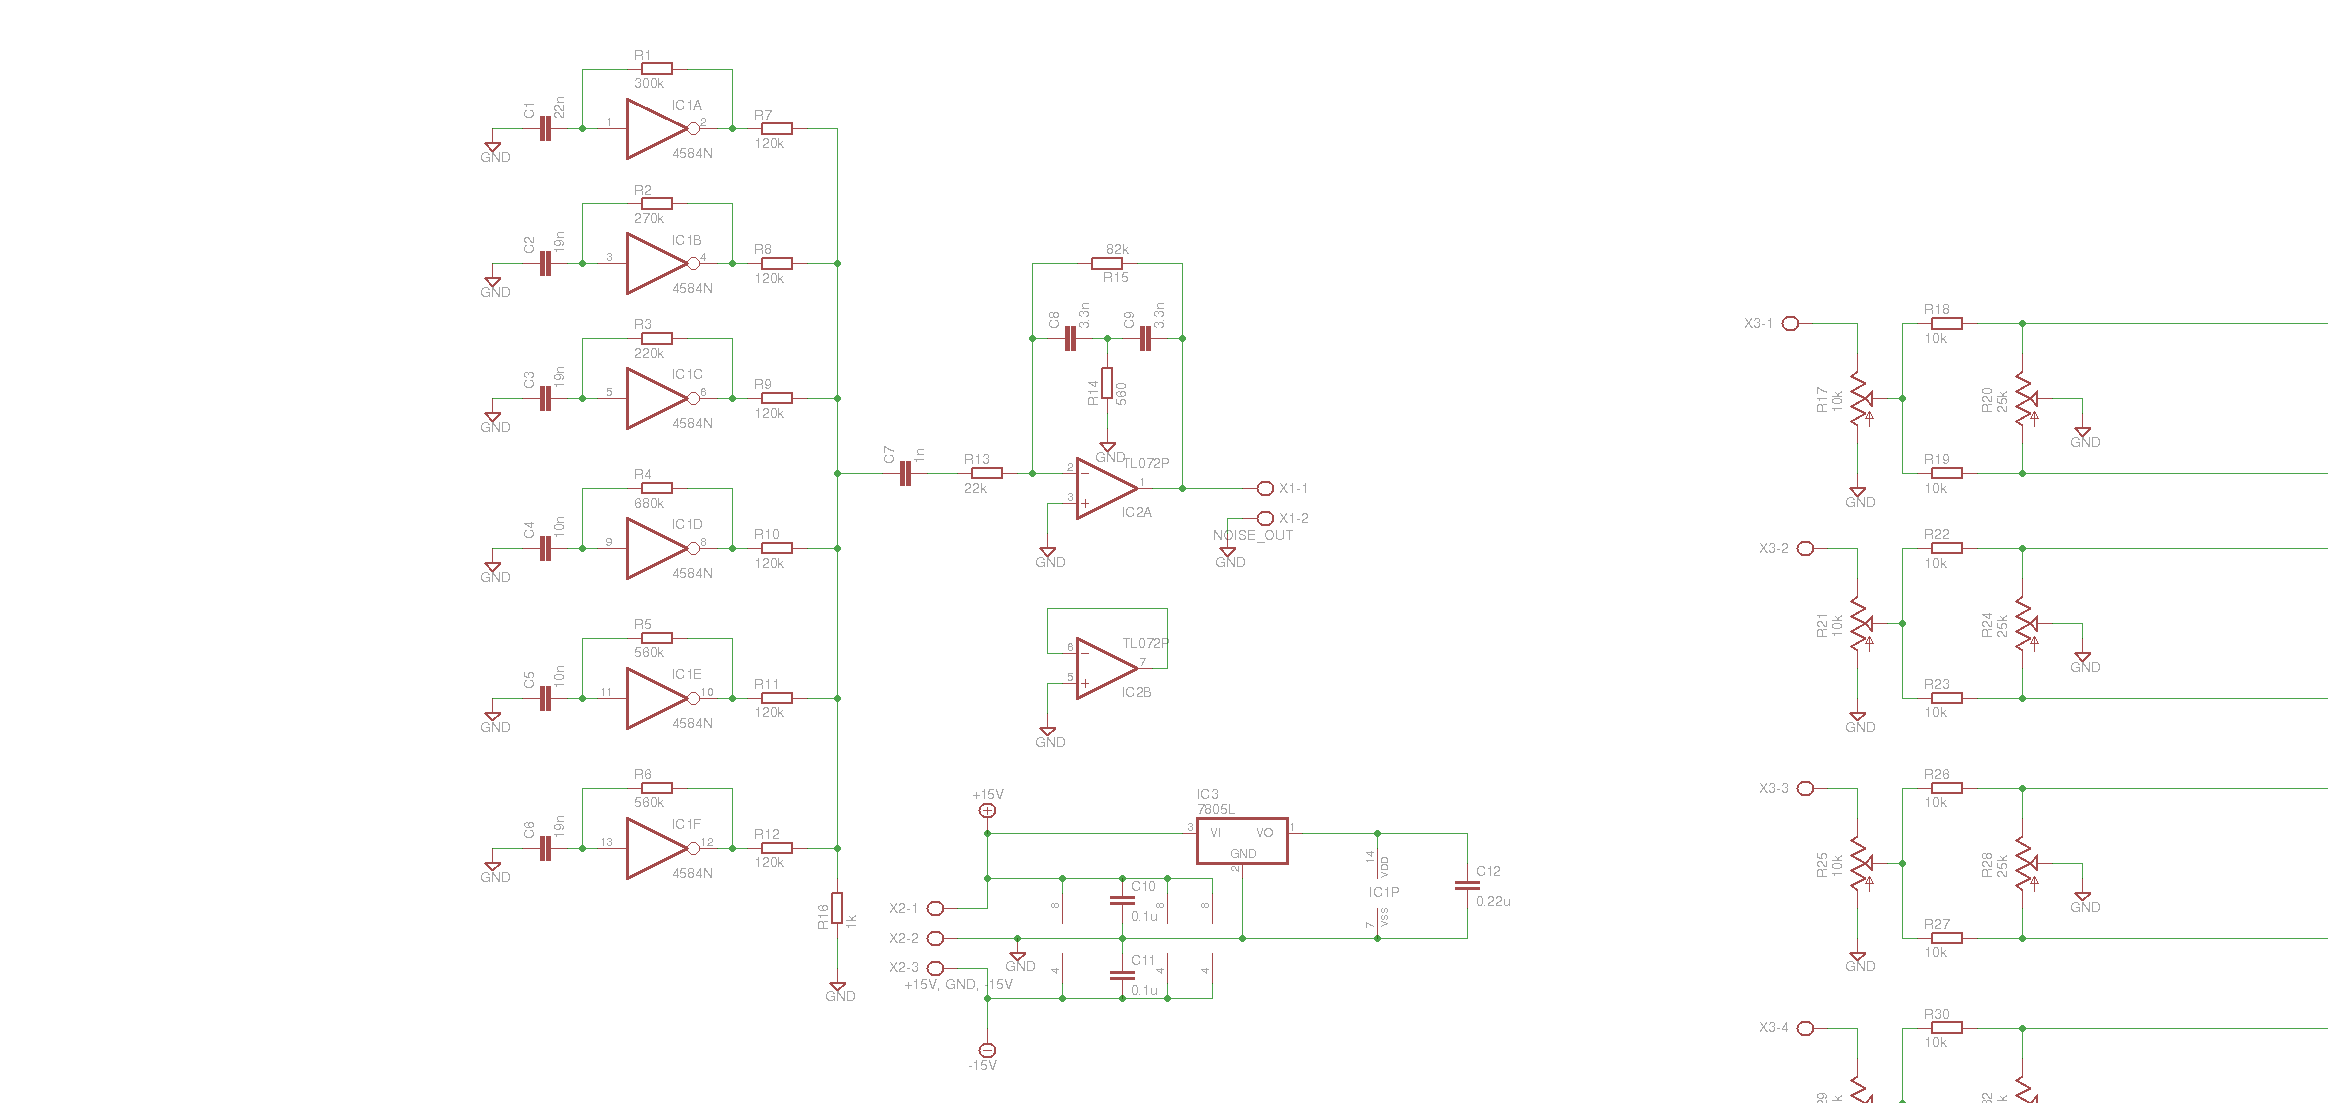 R1
300k
C1
22n
1
IC1A
2
4584N
GND
R7
120k
R2
270k
C2
19n
3
IC1B
4
4584N
GND
R8
120k
R3
220k
C3
19n
5
IC1C
6
4584N
GND
R9
120k
R4
680k
C4
10n
9
IC1D
8
4584N
GND
R10
120k
R5
560k
C5
10n
11
IC1E
10
4584N
GND
R11
120k
R6
560k
C6
19n
13
IC1F
12
4584N
GND
R12
120k
R16
1k
GND
C7
1n
R13
22k
82k
R15
C8
3.3n
C9
3.3n
R14
560
GND
TL072P
2
3
1
IC2A
GND
X1-1
X1-2
NOISE_OUT
GND
TL072P
6
5
7
IC2B
GND
+15V
IC3
7805L
3
VI
VO
1
GND
2
14
VDD
IC1P
7
VSS
C12
0.22u
X2-1
X2-2
X2-3
+15V, GND, -15V
GND
8
C10
0.1u
8
8
4
C11
0.1u
4
4
-15V
X3-1
R17
10k
GND
R18
10k
R19
10k
R20
25k
GND
X3-2
R21
10k
GND
R22
10k
R23
10k
R24
25k
GND
X3-3
R25
10k
GND
R26
10k
R27
10k
R28
25k
GND
X3-4
R30
10k